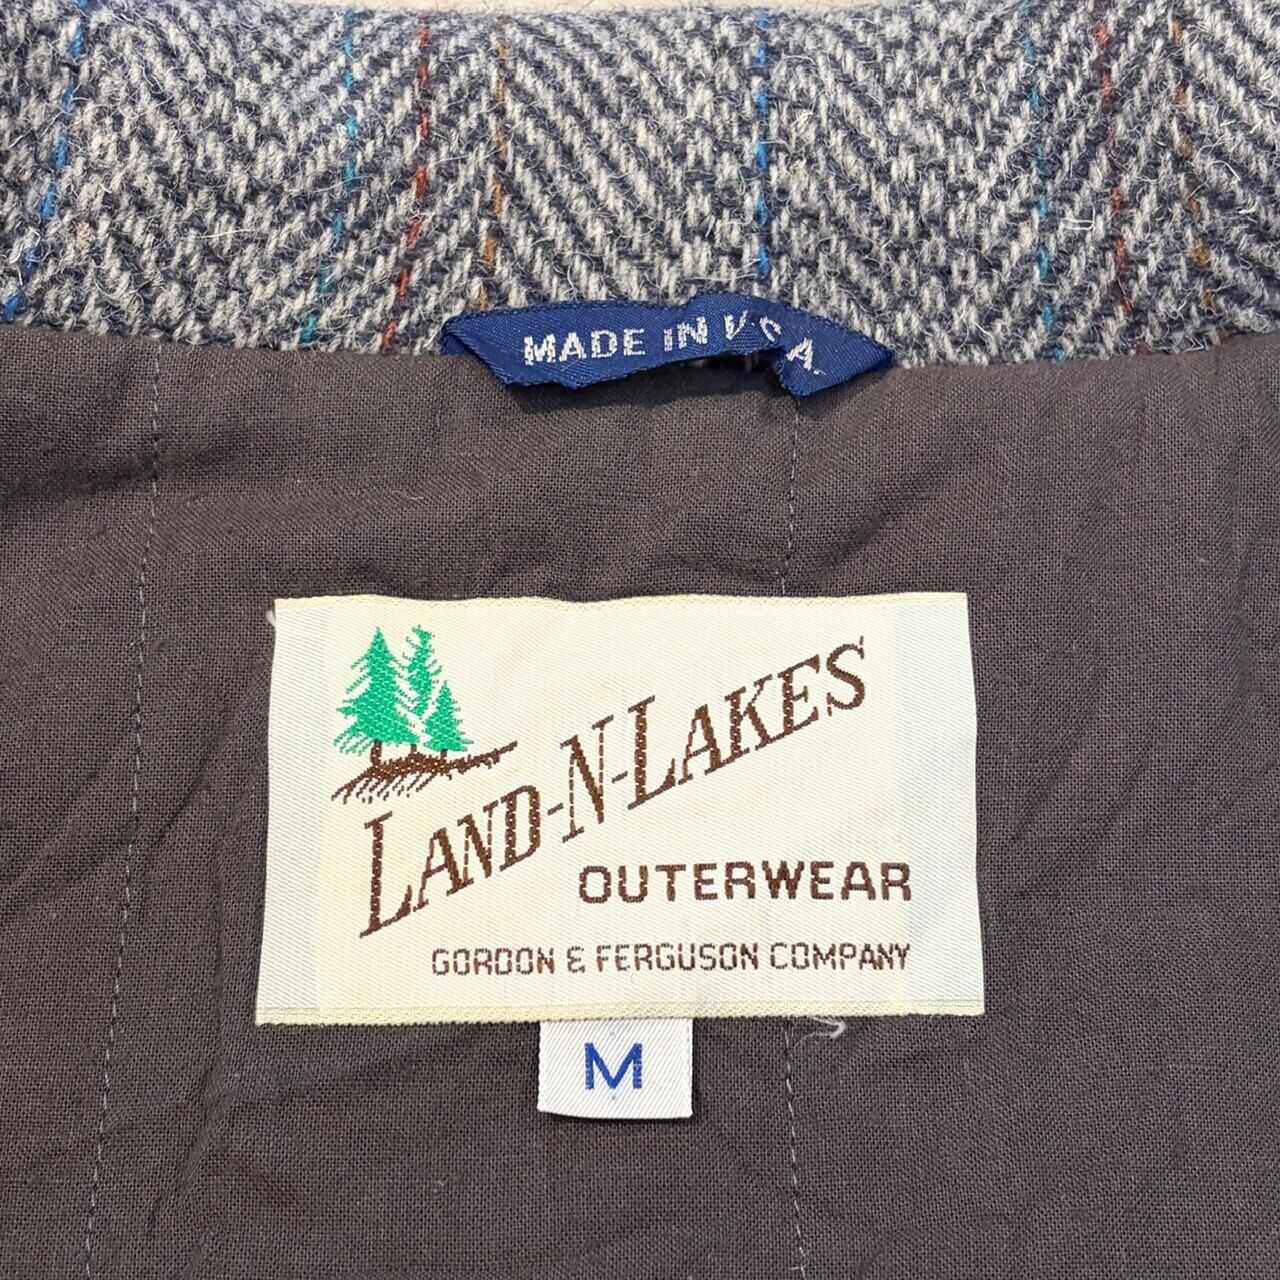 MADE IN U.S.A.
LAND-N-LAKES
OUTERWEAR
GORDON & FERGUSON COMPANY
M